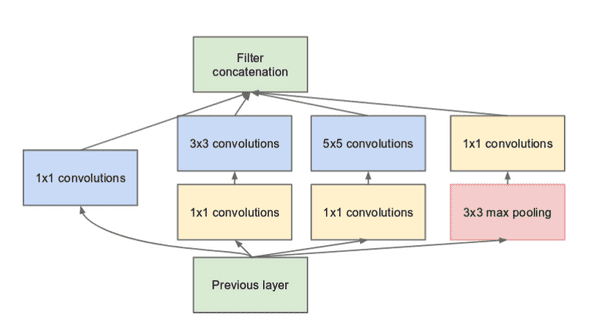 Filter
concatenation
3x3 convolutions
5x5 convolutions
1x1 convolutions
1x1 convolutions
1x1 convolutions
1x1 convolutions
3x3 max pooling
Previous layer